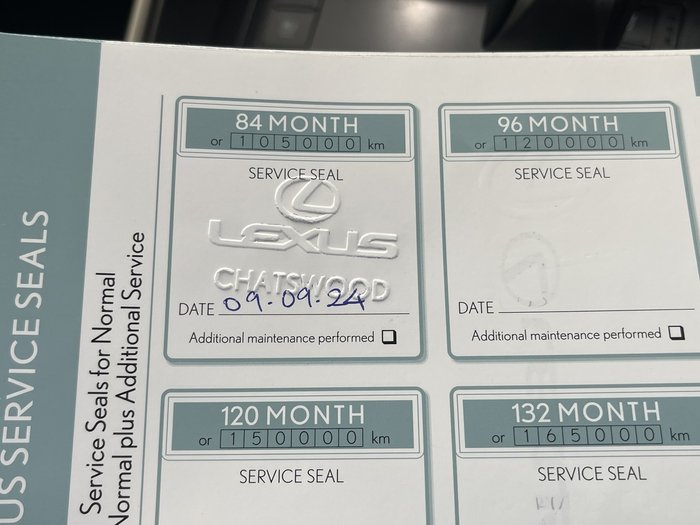 US SERVICE SEALS
Service Seals for Normal
Normal plus Additional Service
84 MONTH
or 105000 km
SERVICE SEAL
LEXUS
CHATSWOOD
DATE 09-09-24
Additional maintenance performed
96 MONTH
or 120000 km
SERVICE SEAL
DATE
Additional maintenance performed
120 MONTH
or 150000 km
SERVICE SEAL
132 MONTH
or 165000 km
SERVICE SEAL